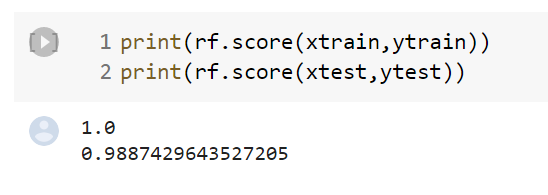 1 print(rf.score(xtrain,ytrain))
2 print(rf.score(xtest,ytest))
1.0
0.9887429643527205